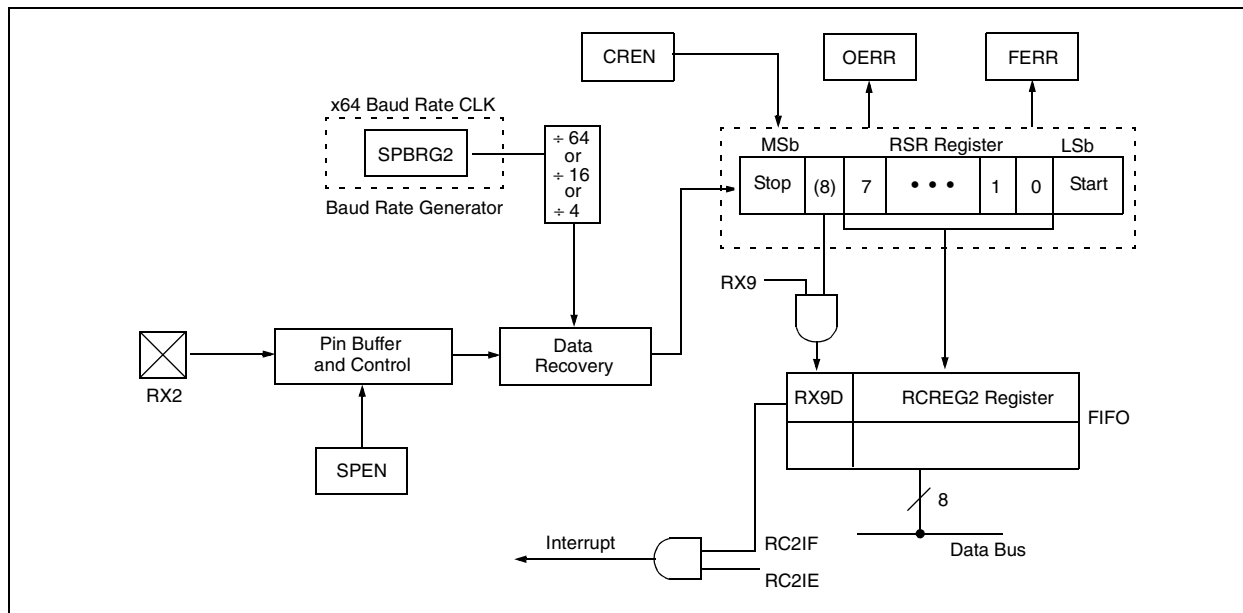 CREN
OERR
FERR
x64 Baud Rate CLK
SPBRG2
Baud Rate Generator
÷ 64
or
÷ 16
or
÷ 4
MSb RSR Register LSb
Stop (8) 7 • • • 1 0 Start
RX9
Pin Buffer
and Control
Data
Recovery
RX2
SPEN
RX9D RCREG2 Register
FIFO
8
Data Bus
Interrupt
RC2IF
RC2IE